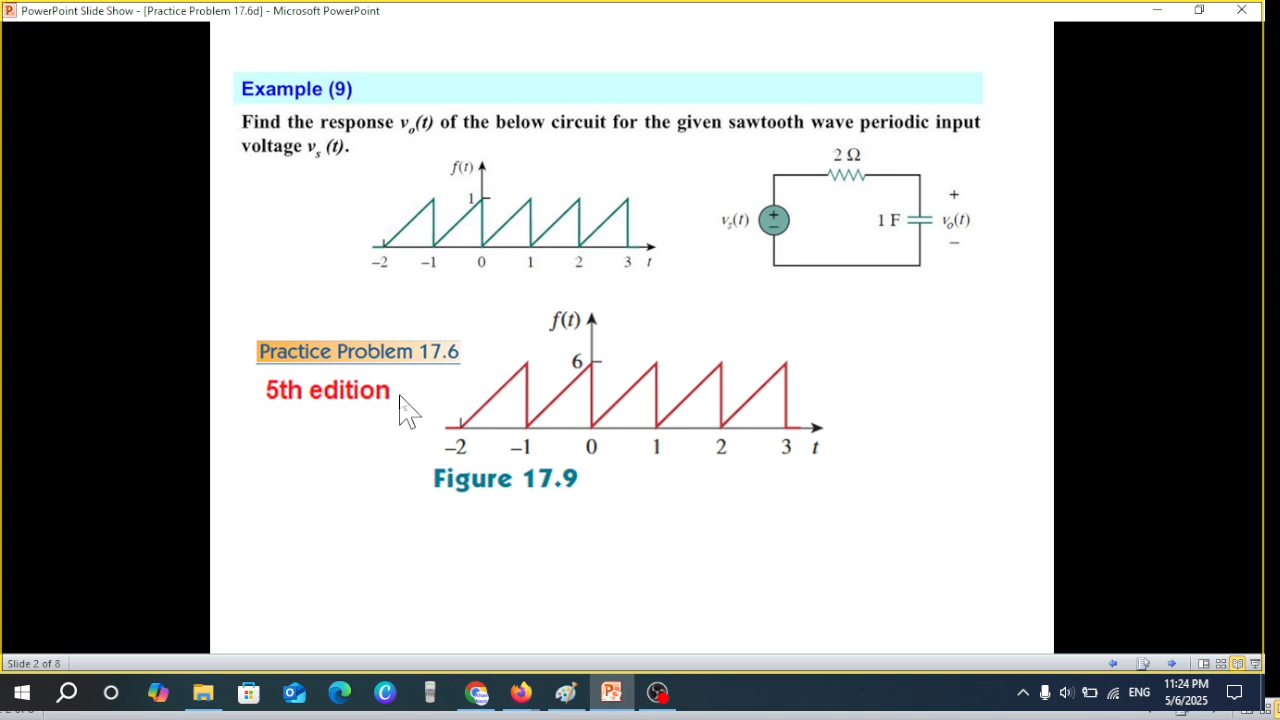 PowerPoint Slide Show - [Practice Problem 17.6d] - Microsoft PowerPoint
Example (9)
Find the response vo(t) of the below circuit for the given sawtooth wave periodic input
voltage vs (t).
f(t)
1
−2 −1 0 1 2 3 t
2 Ω
vs(t)
+
−
1 F
+
vo(t)
−
Practice Problem 17.6
5th edition
f(t)
6
−2 −1 0 1 2 3 t
Figure 17.9
Slide 2 of 8
ENG
11:24 PM
5/6/2025